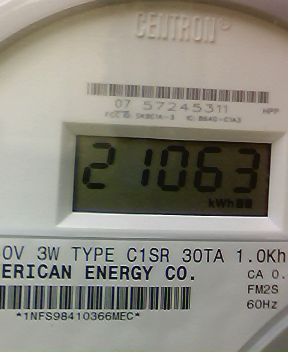 CENTRON®
07 57245311 HPP
21063
kWh
0V 3W TYPE C1SR 30TA 1.0Kh
ERICAN ENERGY CO. CA 0.
FM2S
60Hz
*1NFS98410366MEC*